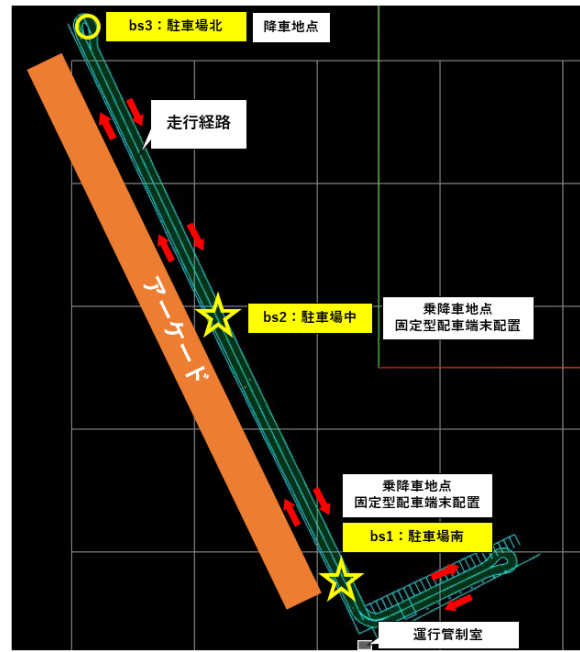 bs3：駐車場北
降車地点
走行経路
アーケード
bs2：駐車場中
乗降車地点
固定型配車端末配置
乗降車地点
固定型配車端末配置
bs1：駐車場南
運行管制室